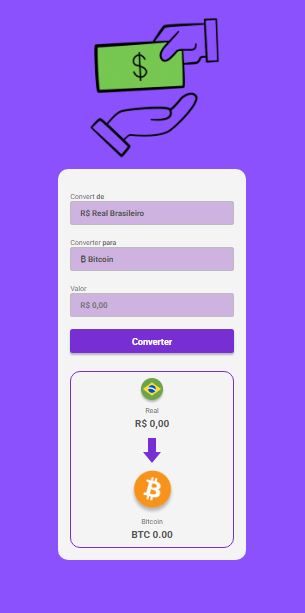 $
Convert de
R$ Real Brasileiro
Converter para
₿ Bitcoin
Valor
R$ 0,00
Converter
Real
R$ 0,00
₿
Bitcoin
BTC 0.00